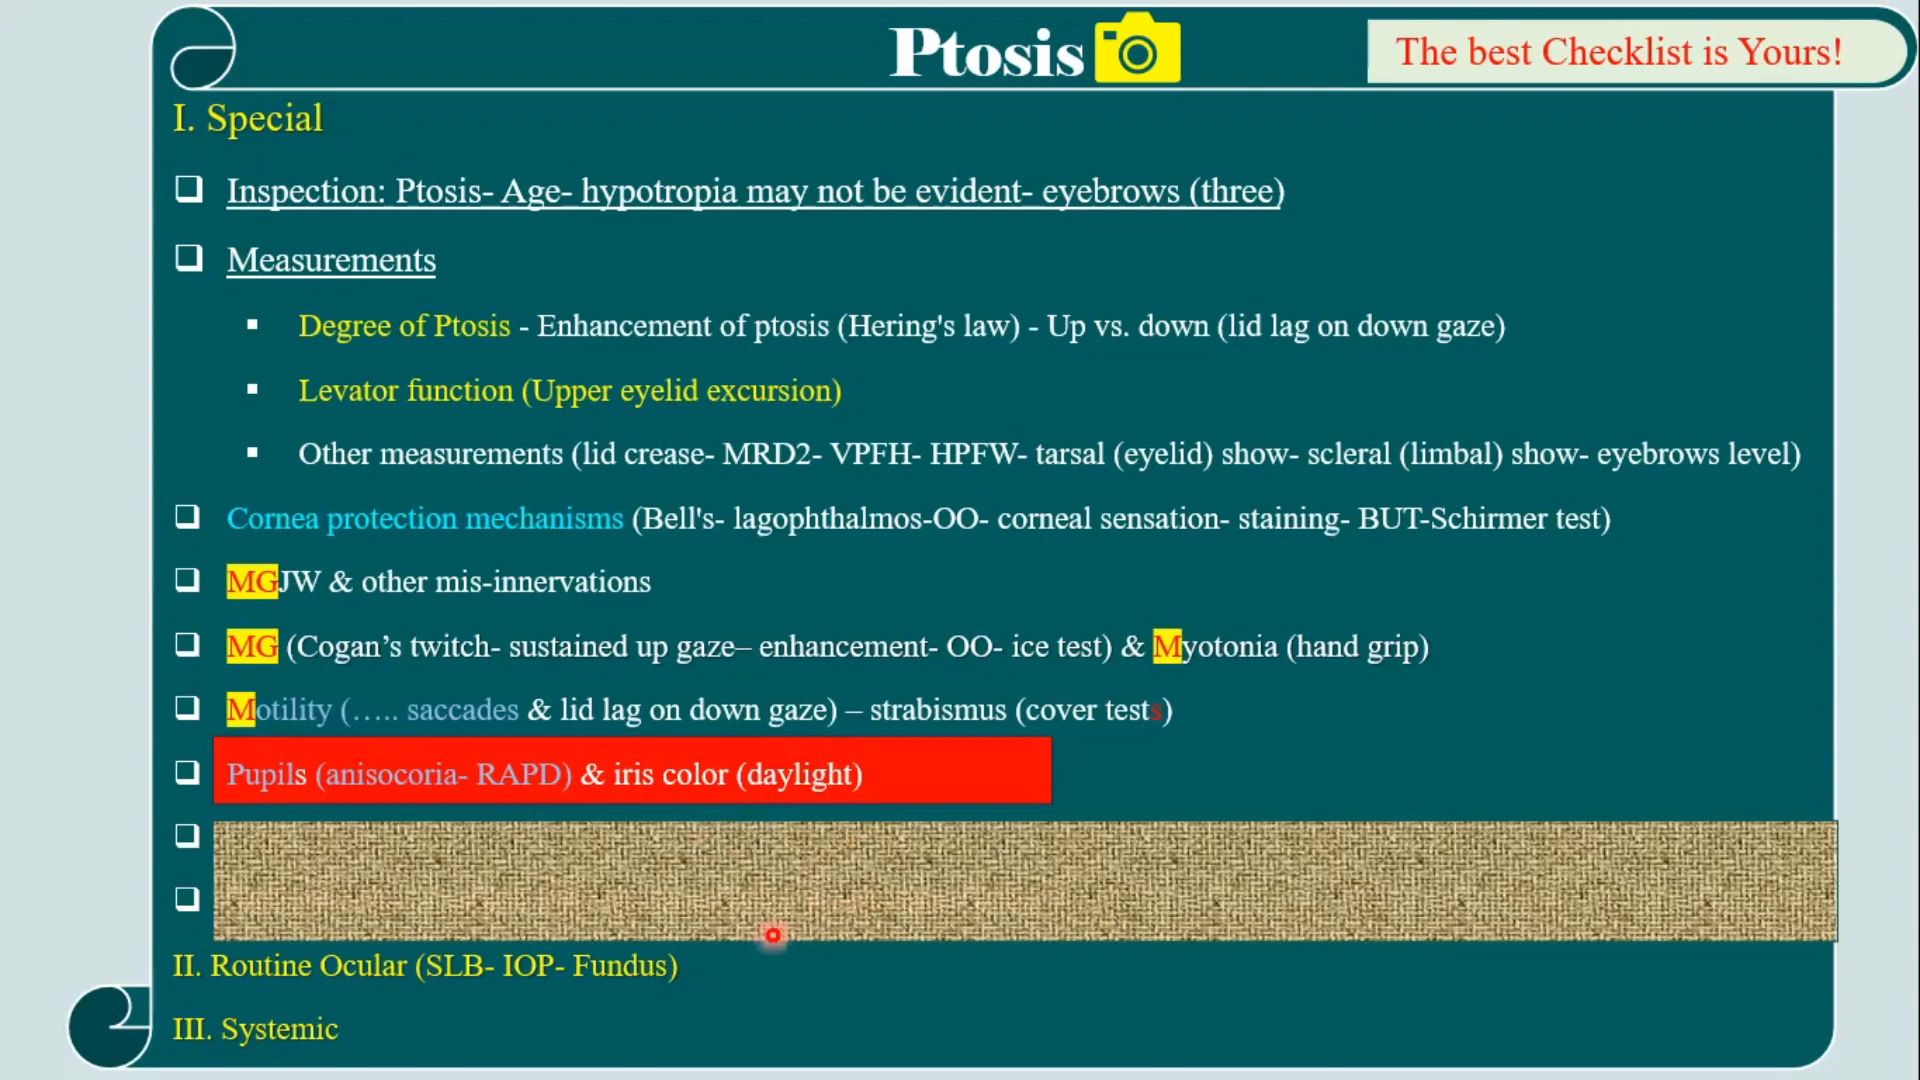 Ptosis
The best Checklist is Yours!
I. Special
Inspection: Ptosis- Age- hypotropia may not be evident- eyebrows (three)
Measurements
Degree of Ptosis - Enhancement of ptosis (Hering's law) - Up vs. down (lid lag on down gaze)
Levator function (Upper eyelid excursion)
Other measurements (lid crease- MRD2- VPFH- HPFW- tarsal (eyelid) show- scleral (limbal) show- eyebrows level)
Cornea protection mechanisms (Bell's- lagophthalmos-OO- corneal sensation- staining- BUT-Schirmer test)
MGJW & other mis-innervations
MG (Cogan’s twitch- sustained up gaze– enhancement- OO- ice test) & Myotonia (hand grip)
Motility (….. saccades & lid lag on down gaze) – strabismus (cover tests)
Pupils (anisocoria- RAPD) & iris color (daylight)
II. Routine Ocular (SLB- IOP- Fundus)
III. Systemic